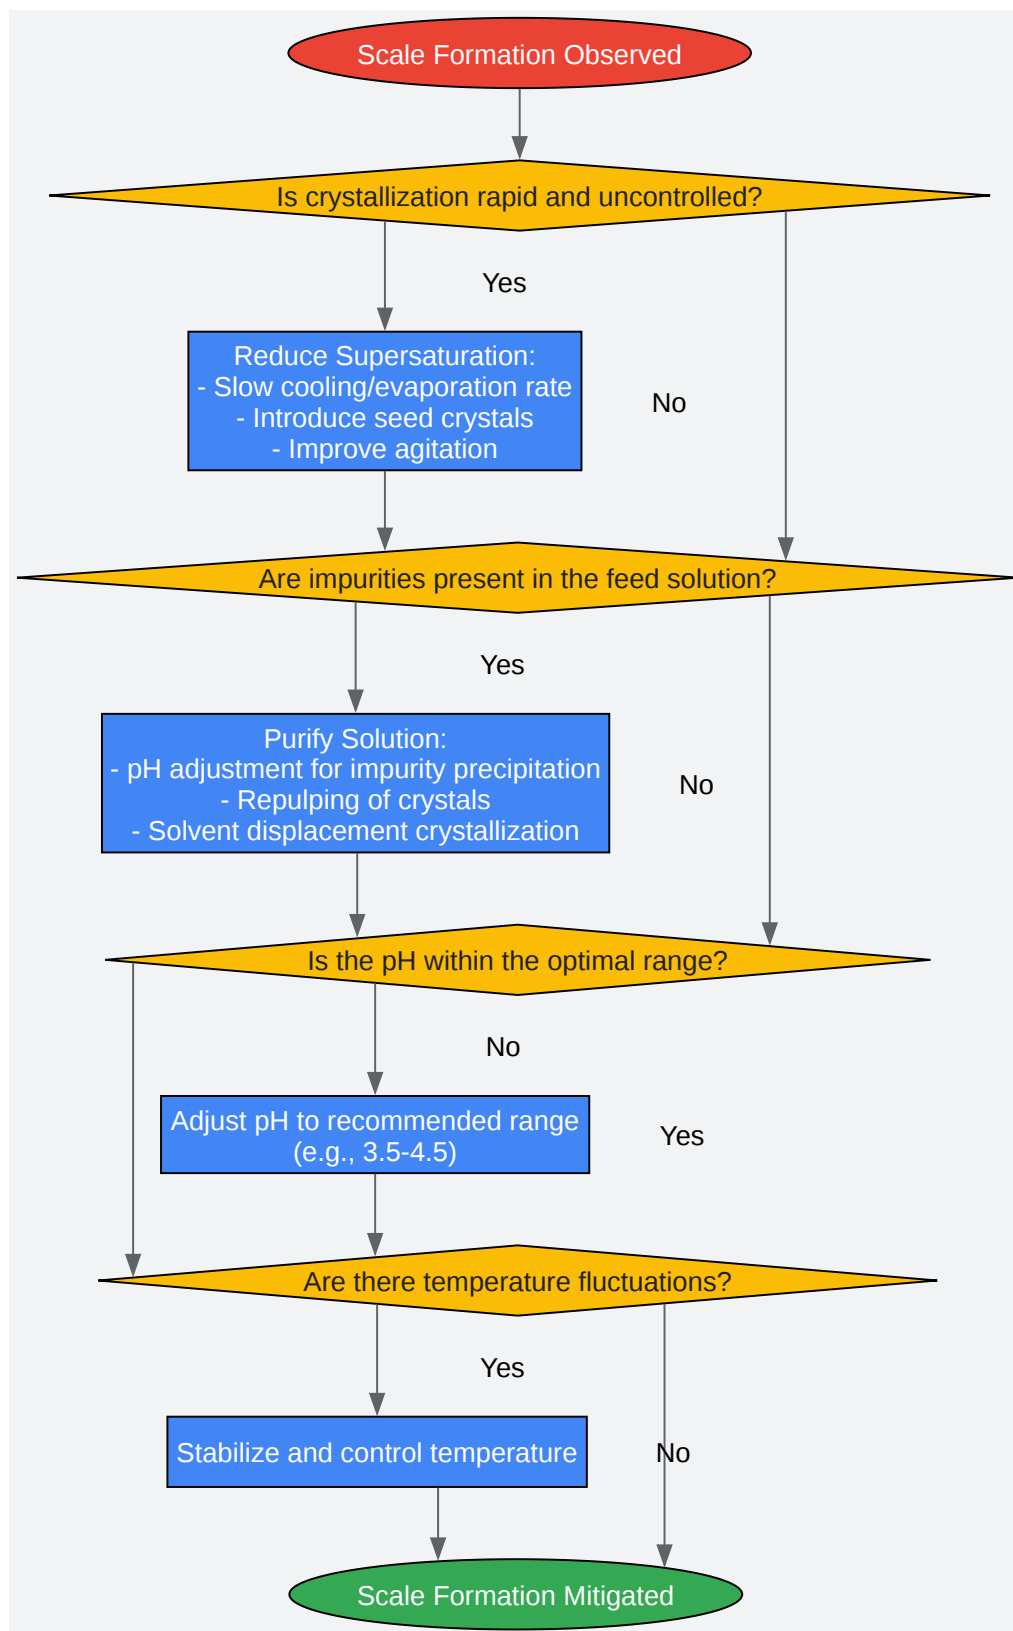 Scale Formation Observed
Is crystallization rapid and uncontrolled?
Yes
Reduce Supersaturation:
- Slow cooling/evaporation rate
- Introduce seed crystals
- Improve agitation
No
Are impurities present in the feed solution?
Yes
Purify Solution:
- pH adjustment for impurity precipitation
- Repulping of crystals
- Solvent displacement crystallization
No
Is the pH within the optimal range?
No
Adjust pH to recommended range
(e.g., 3.5-4.5)
Yes
Are there temperature fluctuations?
Yes
Stabilize and control temperature
No
Scale Formation Mitigated